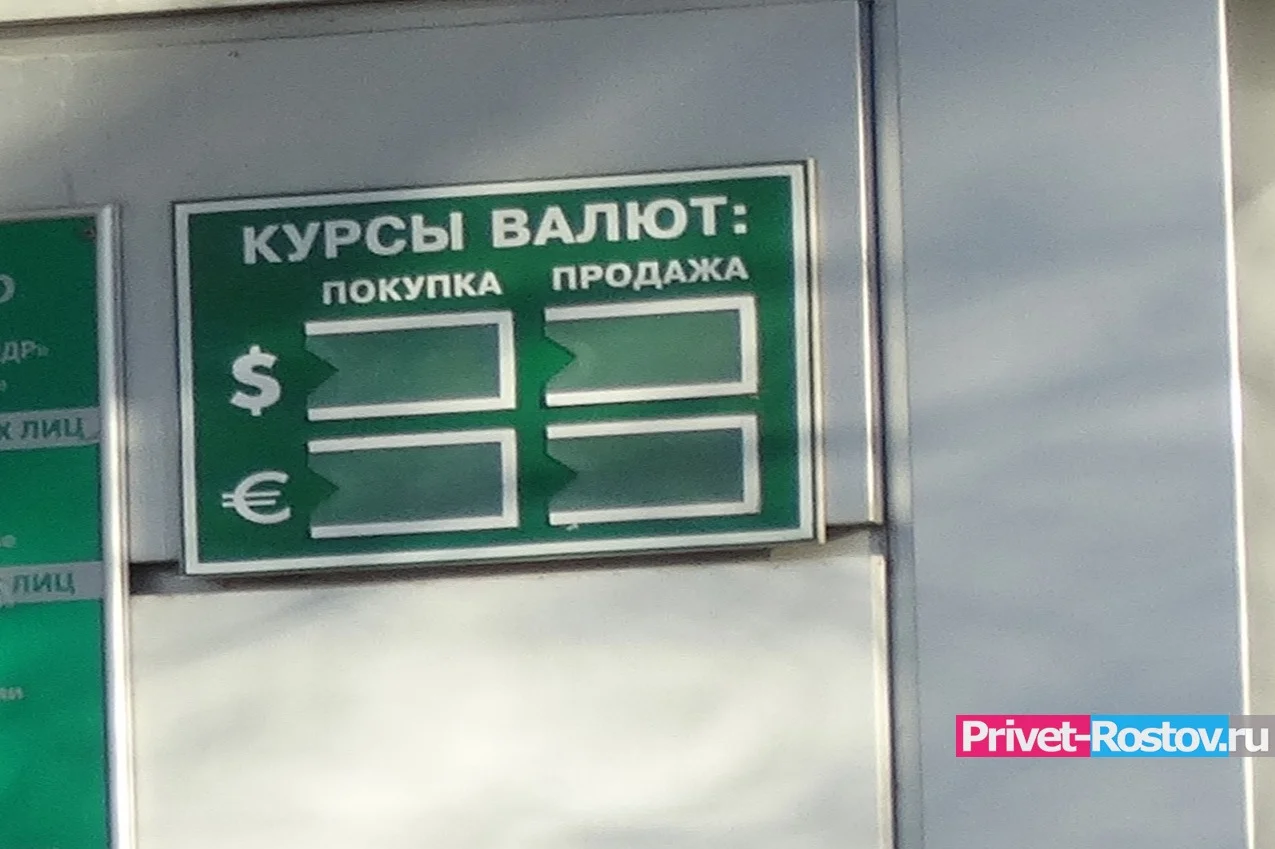 КУРСЫ ВАЛЮТ:
ПОКУПКА ПРОДАЖА
$
€
ЛИЦ
ЛИЦ
Privet-Rostov.ru